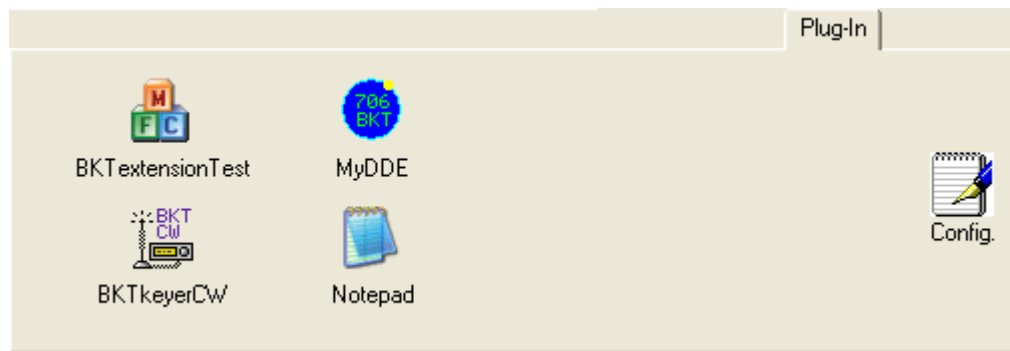 Plug-In
M
F C
BKTextensionTest
706
BKT
MyDDE
BKT
CW
BKTkeyerCW
Notepad
Config.